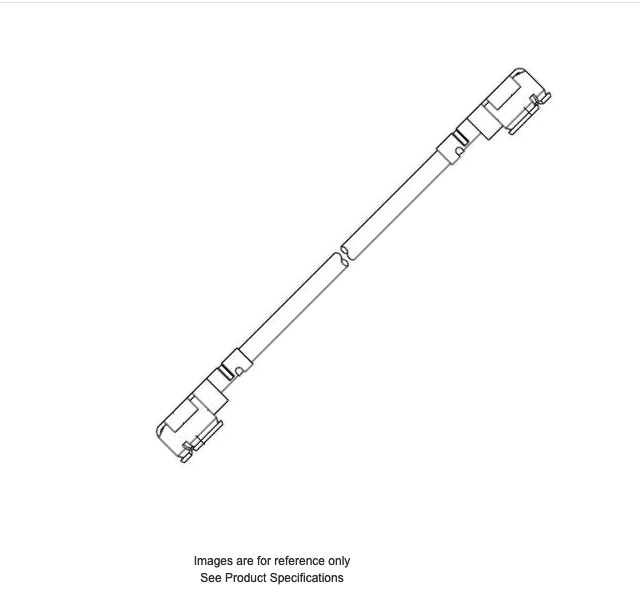 Images are for reference only
See Product Specifications